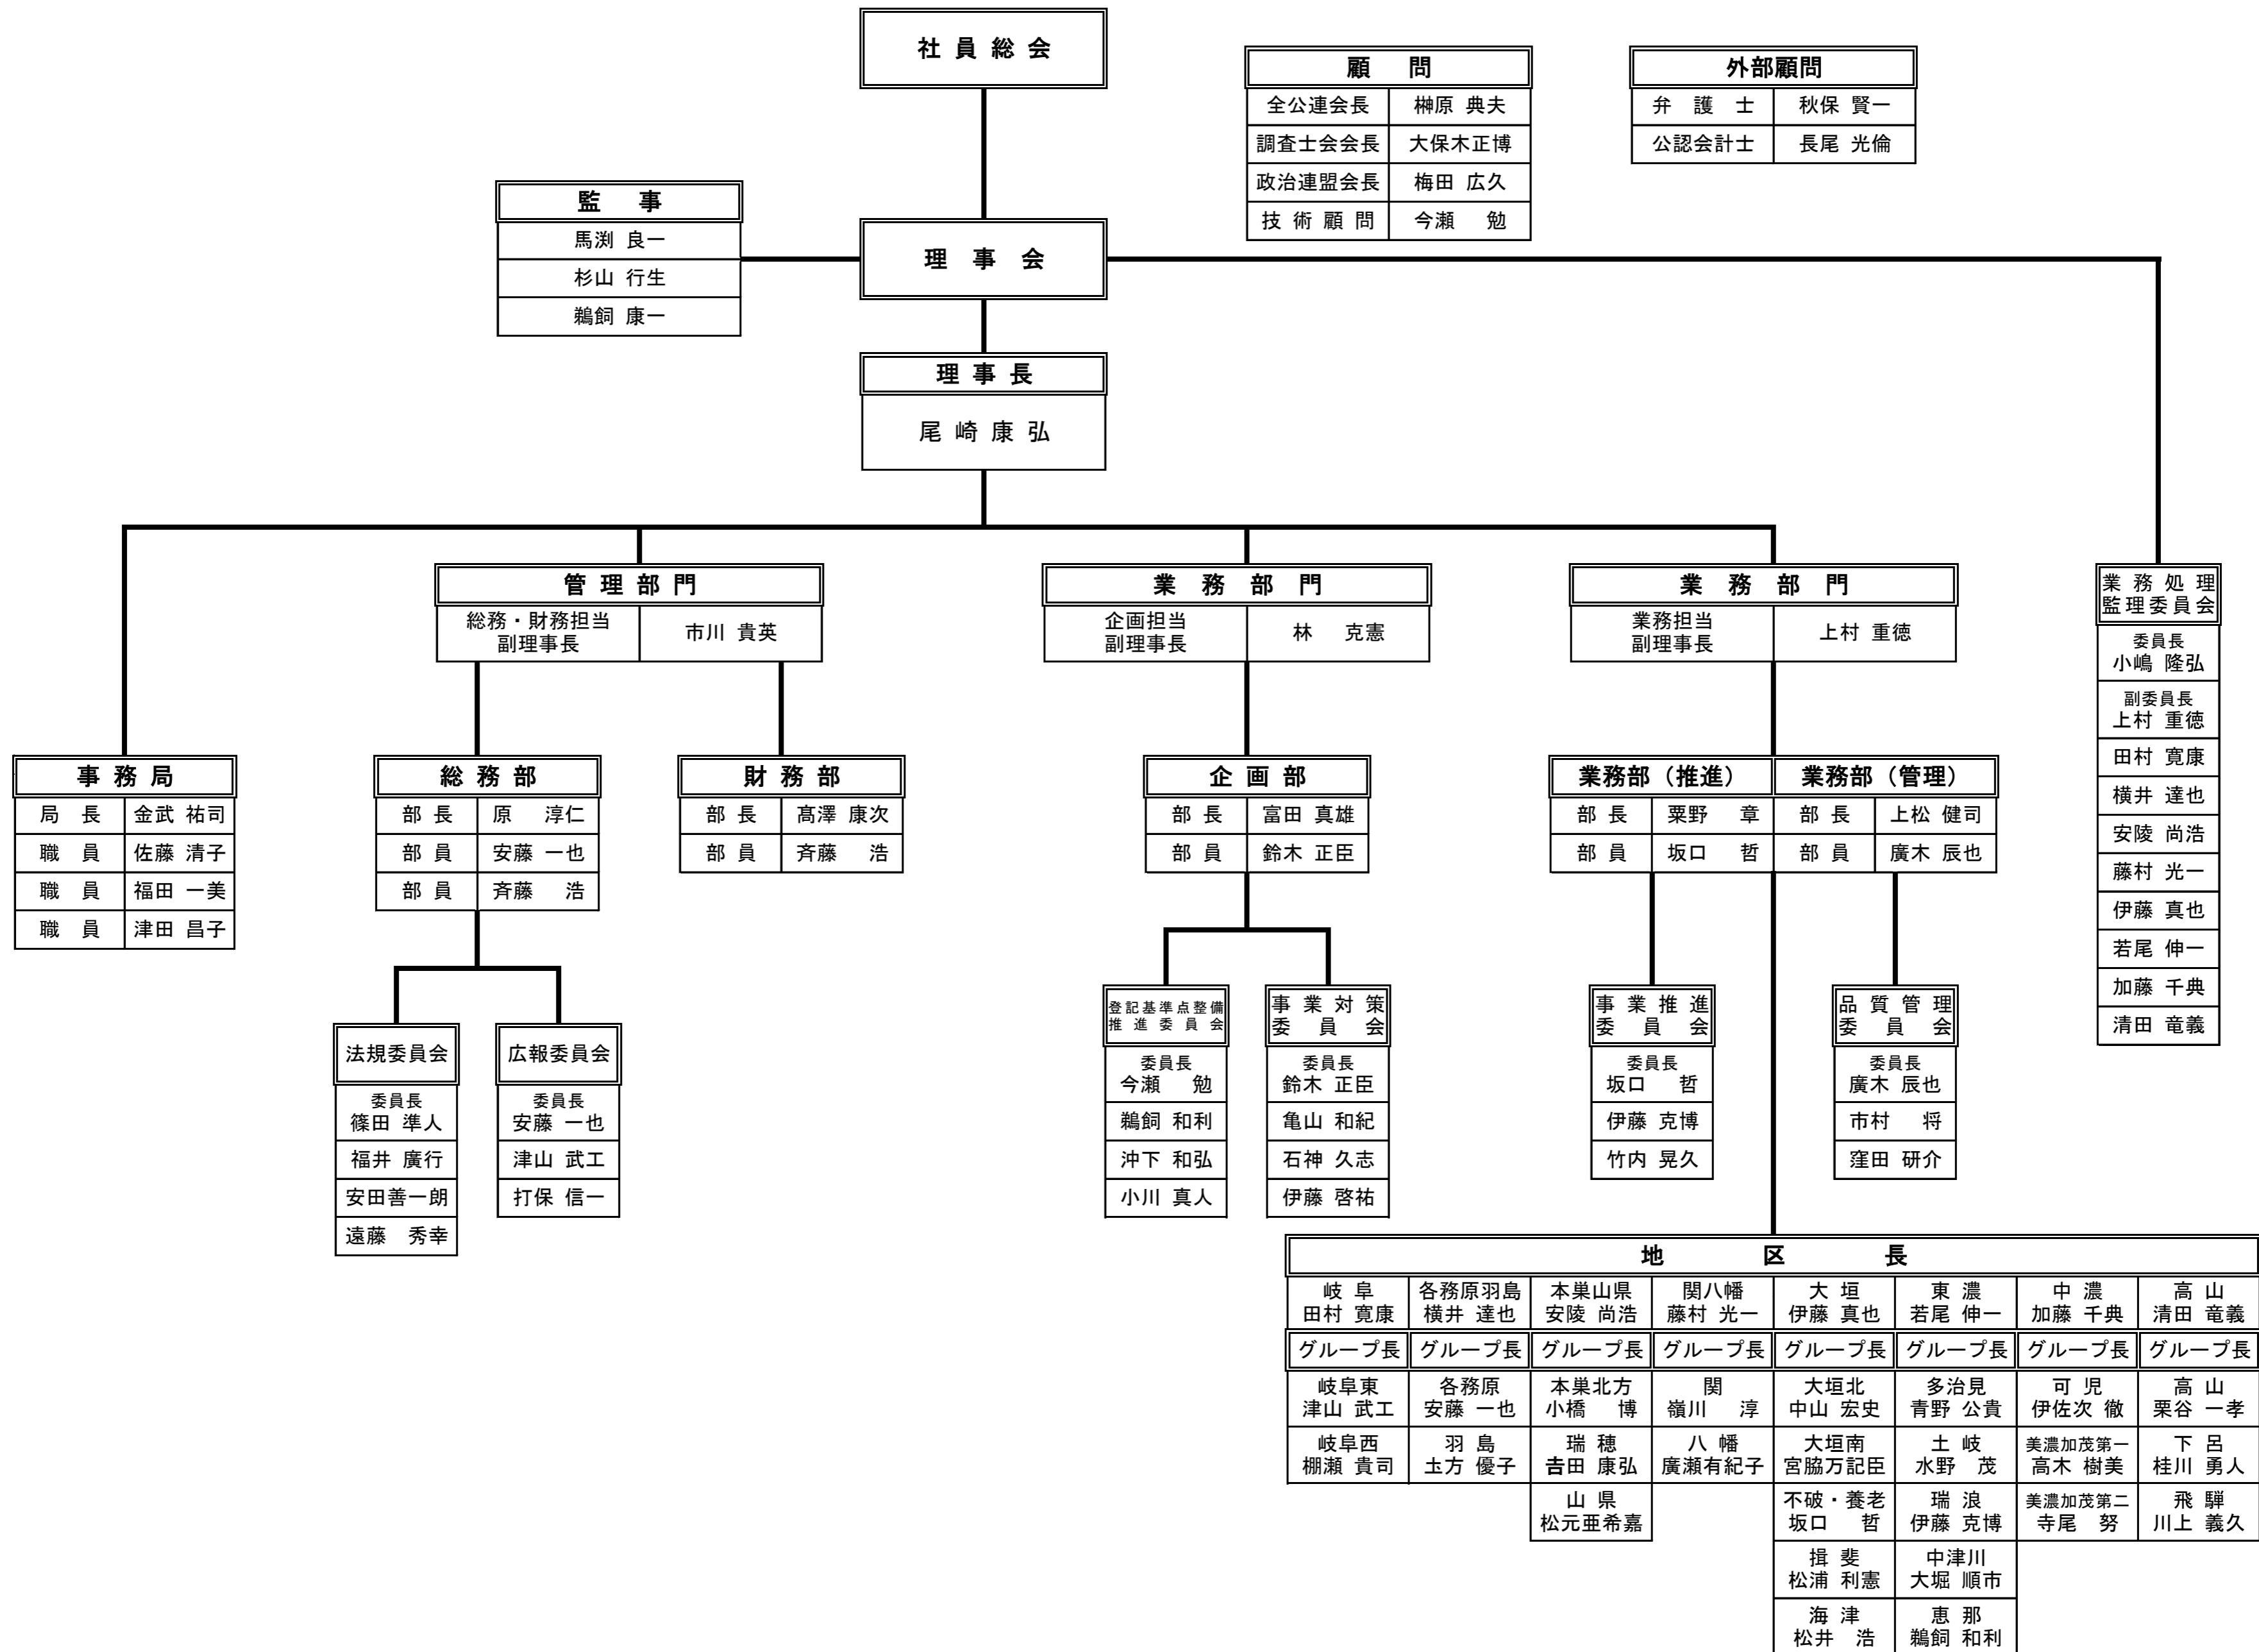 社員総会
顧問
全公連会長 榊原 典夫
調査士会会長 大保木正博
政治連盟会長 梅田 広久
技術顧問 今瀬 勉
外部顧問
弁護士 秋保 賢一
公認会計士 長尾 光倫
監事
馬渕 良一
杉山 行生
鵜飼 康一
理事会
理事長
尾崎康弘
管理部門
総務・財務担当
副理事長
市川 貴英
業務部門
企画担当
副理事長
林 克憲
業務部門
業務担当
副理事長
上村 重徳
業務処理
監理委員会
委員長
小嶋 隆弘
副委員長
上村 重徳
田村 寛康
横井 達也
安陵 尚浩
藤村 光一
伊藤 真也
若尾 伸一
加藤 千典
清田 竜義
事務局
局長 金武 祐司
職員 佐藤 清子
職員 福田 一美
職員 津田 昌子
総務部
部長 原 淳仁
部員 安藤 一也
部員 斉藤 浩
財務部
部長 髙澤 康次
部員 斉藤 浩
企画部
部長 富田 真雄
部員 鈴木 正臣
業務部（推進）
部長 粟野 章
部員 坂口 哲
業務部（管理）
部長 上松 健司
部員 廣木 辰也
法規委員会
委員長
篠田 準人
福井 廣行
安田善一朗
遠藤 秀幸
広報委員会
委員長
安藤 一也
津山 武工
打保 信一
登記基準点整備
推進委員会
委員長
今瀬 勉
鵜飼 和利
沖下 和弘
小川 真人
事業対策
委員会
委員長
鈴木 正臣
亀山 和紀
石神 久志
伊藤 啓祐
事業推進
委員会
委員長
坂口 哲
伊藤 克博
竹内 晃久
品質管理
委員会
委員長
廣木 辰也
市村 将
窪田 研介
地区長
岐阜
田村 寛康
各務原羽島
横井 達也
本巣山県
安陵 尚浩
関八幡
藤村 光一
大垣
伊藤 真也
東濃
若尾 伸一
中濃
加藤 千典
高山
清田 竜義
グループ長 グループ長 グループ長 グループ長 グループ長 グループ長 グループ長 グループ長
岐阜東
津山 武工
各務原
安藤 一也
本巣北方
小橋 博
関
嶺川 淳
大垣北
中山 宏史
多治見
青野 公貴
可児
伊佐次 徹
高山
栗谷 一孝
岐阜西
棚瀬 貴司
羽島
圡方 優子
瑞穂
𠮷田 康弘
八幡
廣瀬有紀子
大垣南
宮脇万記臣
土岐
水野 茂
美濃加茂第一
高木 樹美
下呂
桂川 勇人
山県
松元亜希嘉
不破・養老
坂口 哲
瑞浪
伊藤 克博
美濃加茂第二
寺尾 努
飛騨
川上 義久
揖斐
松浦 利憲
中津川
大堀 順市
海津
松井 浩
恵那
鵜飼 和利